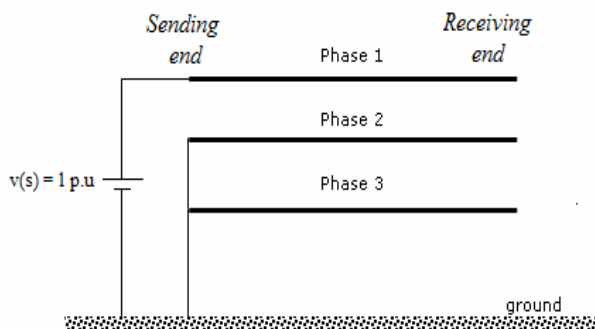 Sending
end
Receiving
end
Phase 1
Phase 2
v(s) = 1 p.u
Phase 3
ground